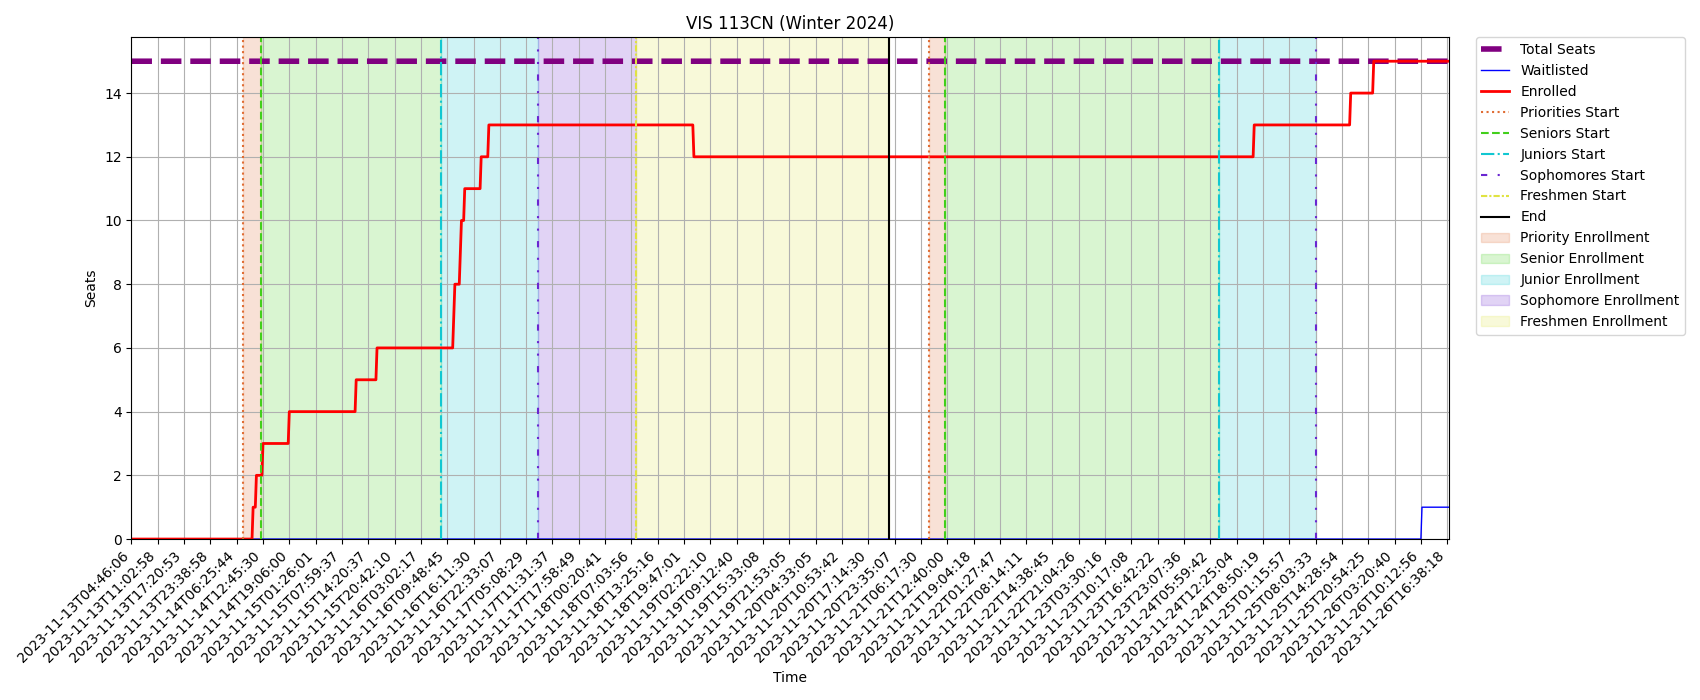 VIS 113CN (Winter 2024)
Total Seats
Waitlisted
Enrolled
Priorities Start
Seniors Start
Juniors Start
Sophomores Start
Freshmen Start
End
Priority Enrollment
Senior Enrollment
Junior Enrollment
Sophomore Enrollment
Freshmen Enrollment
Seats
14
12
10
8
6
4
2
0
2023-11-13T04:46:06
2023-11-13T11:02:58
2023-11-13T17:20:53
2023-11-13T23:38:58
2023-11-14T06:25:44
2023-11-14T12:45:30
2023-11-14T19:06:00
2023-11-15T01:26:01
2023-11-15T07:59:37
2023-11-15T14:20:37
2023-11-15T20:42:10
2023-11-16T03:02:17
2023-11-16T09:48:45
2023-11-16T16:11:30
2023-11-16T22:33:07
2023-11-17T05:08:29
2023-11-17T11:31:37
2023-11-17T17:58:49
2023-11-18T00:20:41
2023-11-18T07:03:56
2023-11-18T13:25:16
2023-11-18T19:47:01
2023-11-19T02:22:10
2023-11-19T09:12:40
2023-11-19T15:33:08
2023-11-19T21:53:05
2023-11-20T04:33:05
2023-11-20T10:53:42
2023-11-20T17:14:30
2023-11-20T23:35:07
2023-11-21T06:17:30
2023-11-21T12:40:00
2023-11-21T19:04:18
2023-11-22T01:27:47
2023-11-22T08:14:11
2023-11-22T14:38:45
2023-11-22T21:04:26
2023-11-23T03:30:16
2023-11-23T10:17:08
2023-11-23T16:42:22
2023-11-23T23:07:36
2023-11-24T05:59:42
2023-11-24T12:25:04
2023-11-24T18:50:19
2023-11-25T01:15:57
2023-11-25T08:03:33
2023-11-25T14:28:54
2023-11-25T20:54:25
2023-11-26T03:20:40
2023-11-26T10:12:56
2023-11-26T16:38:18
Time